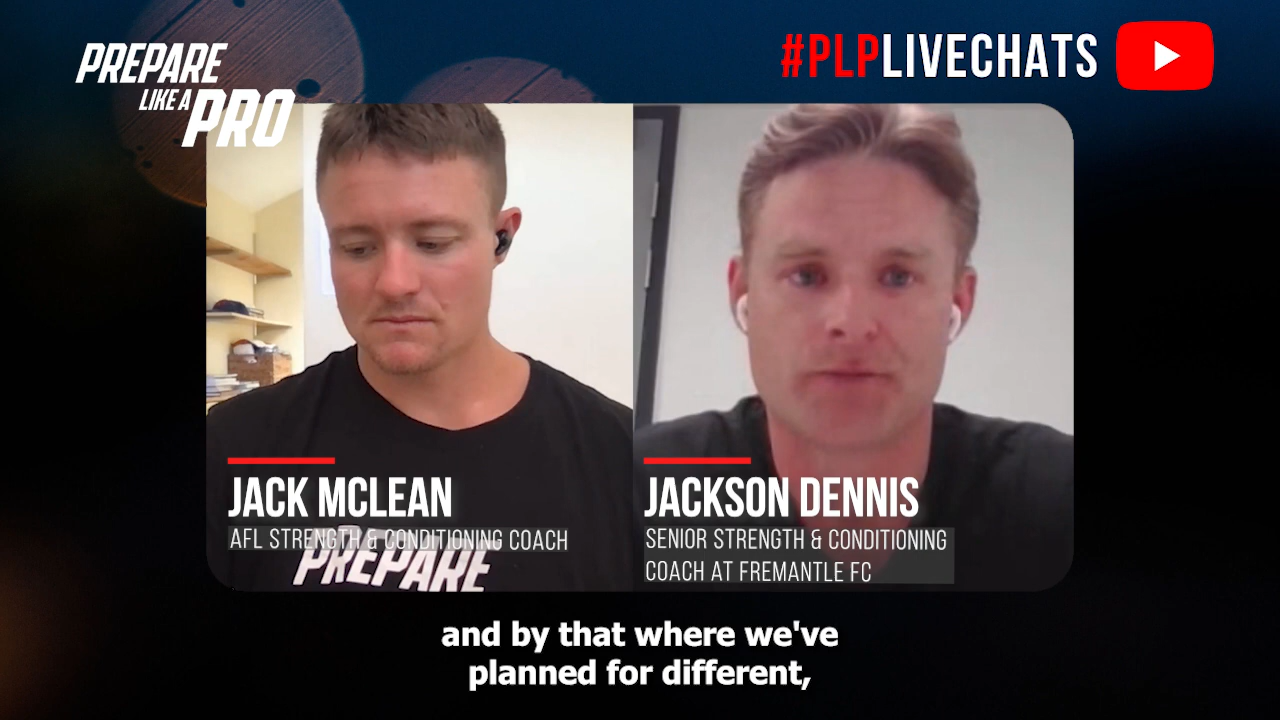 PREPARE
LIKE A
PRO
#PLPLIVECHATS
JACK MCLEAN
AFL STRENGTH & CONDITIONING COACH
PREPARE
JACKSON DENNIS
SENIOR STRENGTH & CONDITIONING
COACH AT FREMANTLE FC
and by that where we've
planned for different,